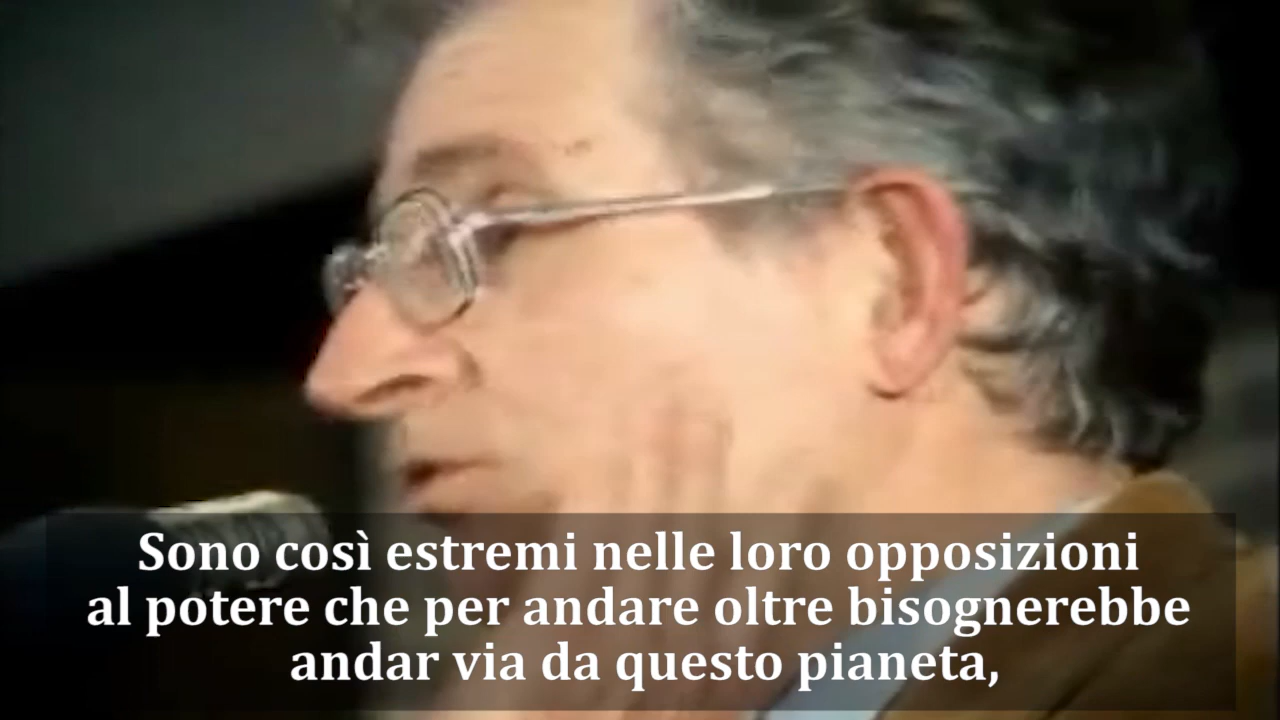 Sono così estremi nelle loro opposizioni
al potere che per andare oltre bisognerebbe
andar via da questo pianeta,